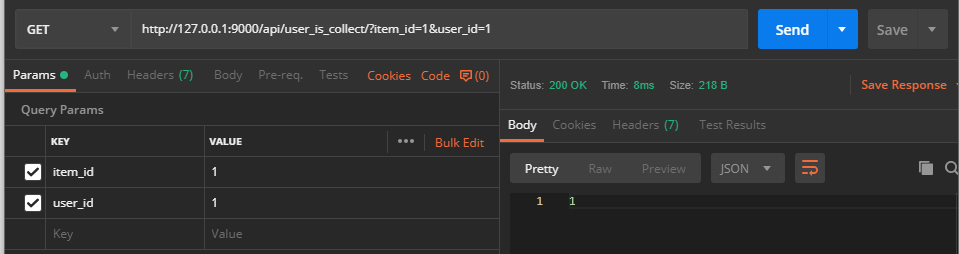 GET http://127.0.0.1:9000/api/user_is_collect/?item_id=1&user_id=1 Send Save
Params Auth Headers (7) Body Pre-req. Tests Cookies Code (0)
Query Params
KEY VALUE ••• Bulk Edit
item_id 1
user_id 1
Key Value
Status: 200 OK Time: 8ms Size: 218 B Save Response
Body Cookies Headers (7) Test Results
Pretty Raw Preview JSON
1 1